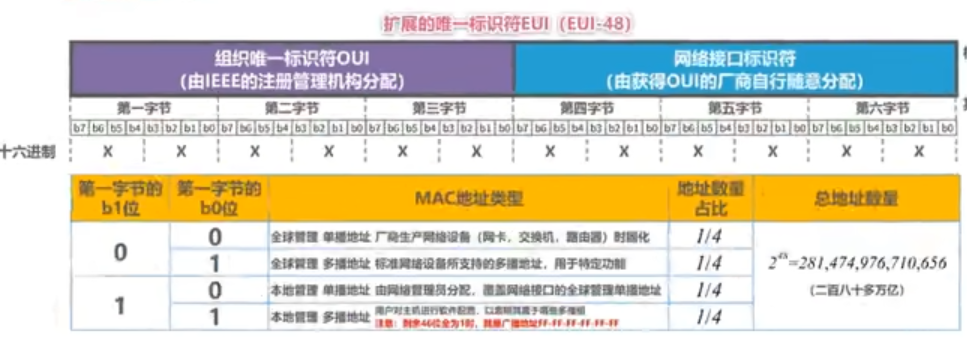 扩展的唯一标识符EUI（EUI-48）
组织唯一标识符OUI
（由IEEE的注册管理机构分配）
网络接口标识符
（由获得OUI的厂商自行随意分配）
第一字节 第二字节 第三字节 第四字节 第五字节 第六字节
b7 b6 b5 b4 b3 b2 b1 b0 b7 b6 b5 b4 b3 b2 b1 b0 b7 b6 b5 b4 b3 b2 b1 b0 b7 b6 b5 b4 b3 b2 b1 b0 b7 b6 b5 b4 b3 b2 b1 b0 b7 b6 b5 b4 b3 b2 b1 b0
十六进制 X X X X X X X X X X X X
第一字节的b1位 第一字节的b0位 MAC地址类型 地址数量占比 总地址数量
0 0 全球管理 单播地址 厂商生产网络设备（网卡，交换机，路由器）时固化 1/4
1 全球管理 多播地址 标准网络设备所支持的多播地址，用于特定功能 1/4
2^48=281,474,976,710,656
（二百八十多万亿）
1 0 本地管理 单播地址 由网络管理员分配，覆盖网络接口的全球管理单播地址 1/4
1 本地管理 多播地址 用户对主机进行软件配置，以表明其属于哪些多播组 1/4
注意：剩余46位全为1时，就是广播地址FF-FF-FF-FF-FF-FF